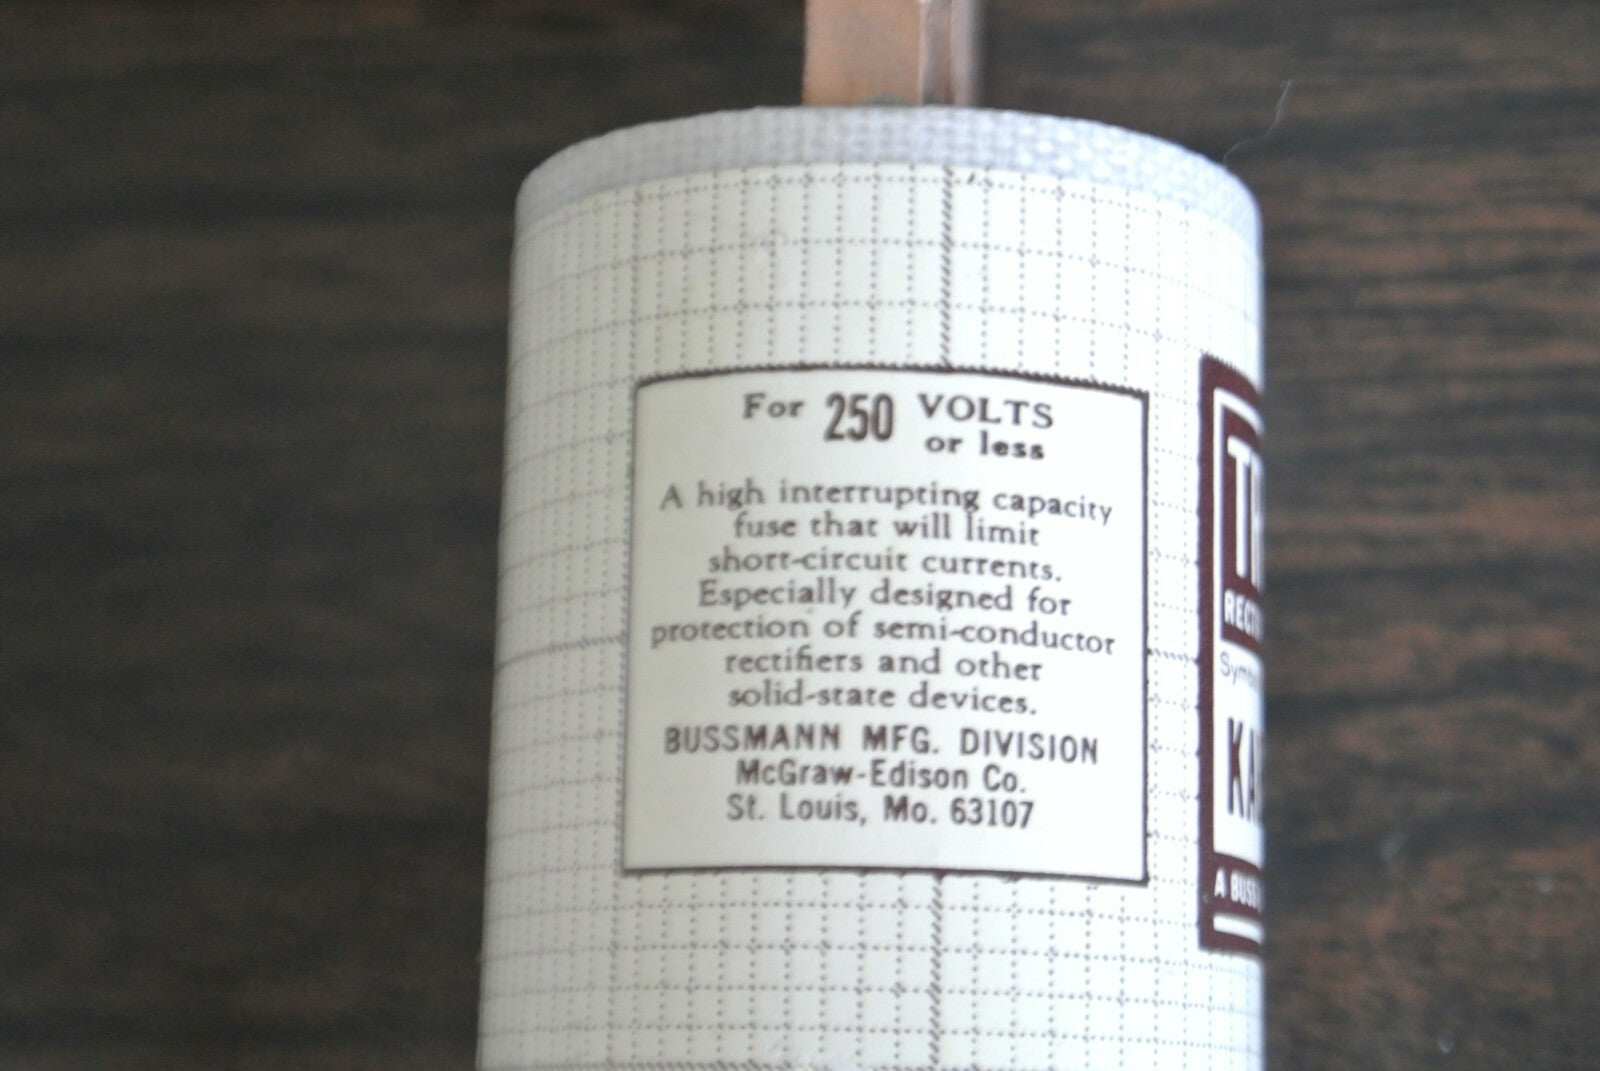 For 250 VOLTS
or less
A high interrupting capacity
fuse that will limit
short-circuit currents.
Especially designed for
protection of semi-conductor
rectifiers and other
solid-state devices.
BUSSMANN MFG. DIVISION
McGraw-Edison Co.
St. Louis, Mo. 63107
A